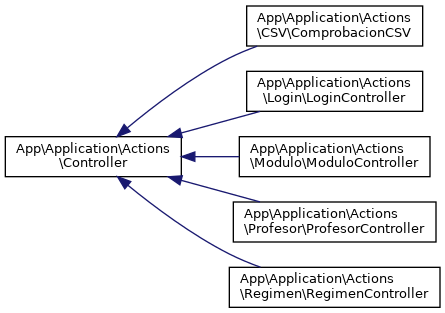 App\Application\Actions
\CSV\ComprobacionCSV
App\Application\Actions
\Login\LoginController
App\Application\Actions
\Controller
App\Application\Actions
\Modulo\ModuloController
App\Application\Actions
\Profesor\ProfesorController
App\Application\Actions
\Regimen\RegimenController